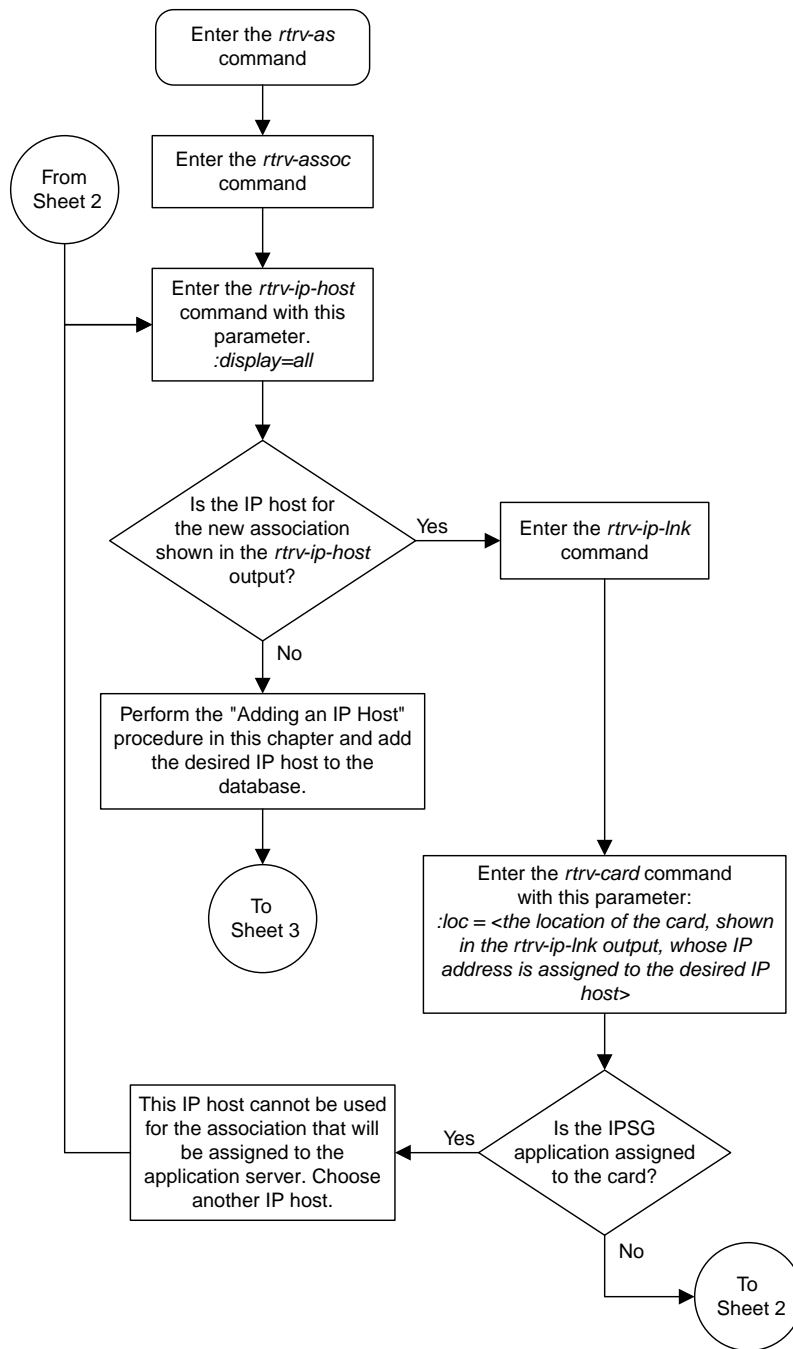 Enter the rtrv-as
command
Enter the rtrv-assoc
command
From
Sheet 2
Enter the rtrv-ip-host
command with this
parameter.
:display=all
Is the IP host for
the new association
shown in the rtrv-ip-host
output?
Yes
Enter the rtrv-ip-lnk
command
No
Perform the "Adding an IP Host"
procedure in this chapter and add
the desired IP host to the
database.
To
Sheet 3
Enter the rtrv-card command
with this parameter:
:loc = <the location of the card, shown
in the rtrv-ip-lnk output, whose IP
address is assigned to the desired IP
host>
Is the IPSG
application assigned
to the card?
Yes
This IP host cannot be used
for the association that will
be assigned to the
application server. Choose
another IP host.
No
To
Sheet 2